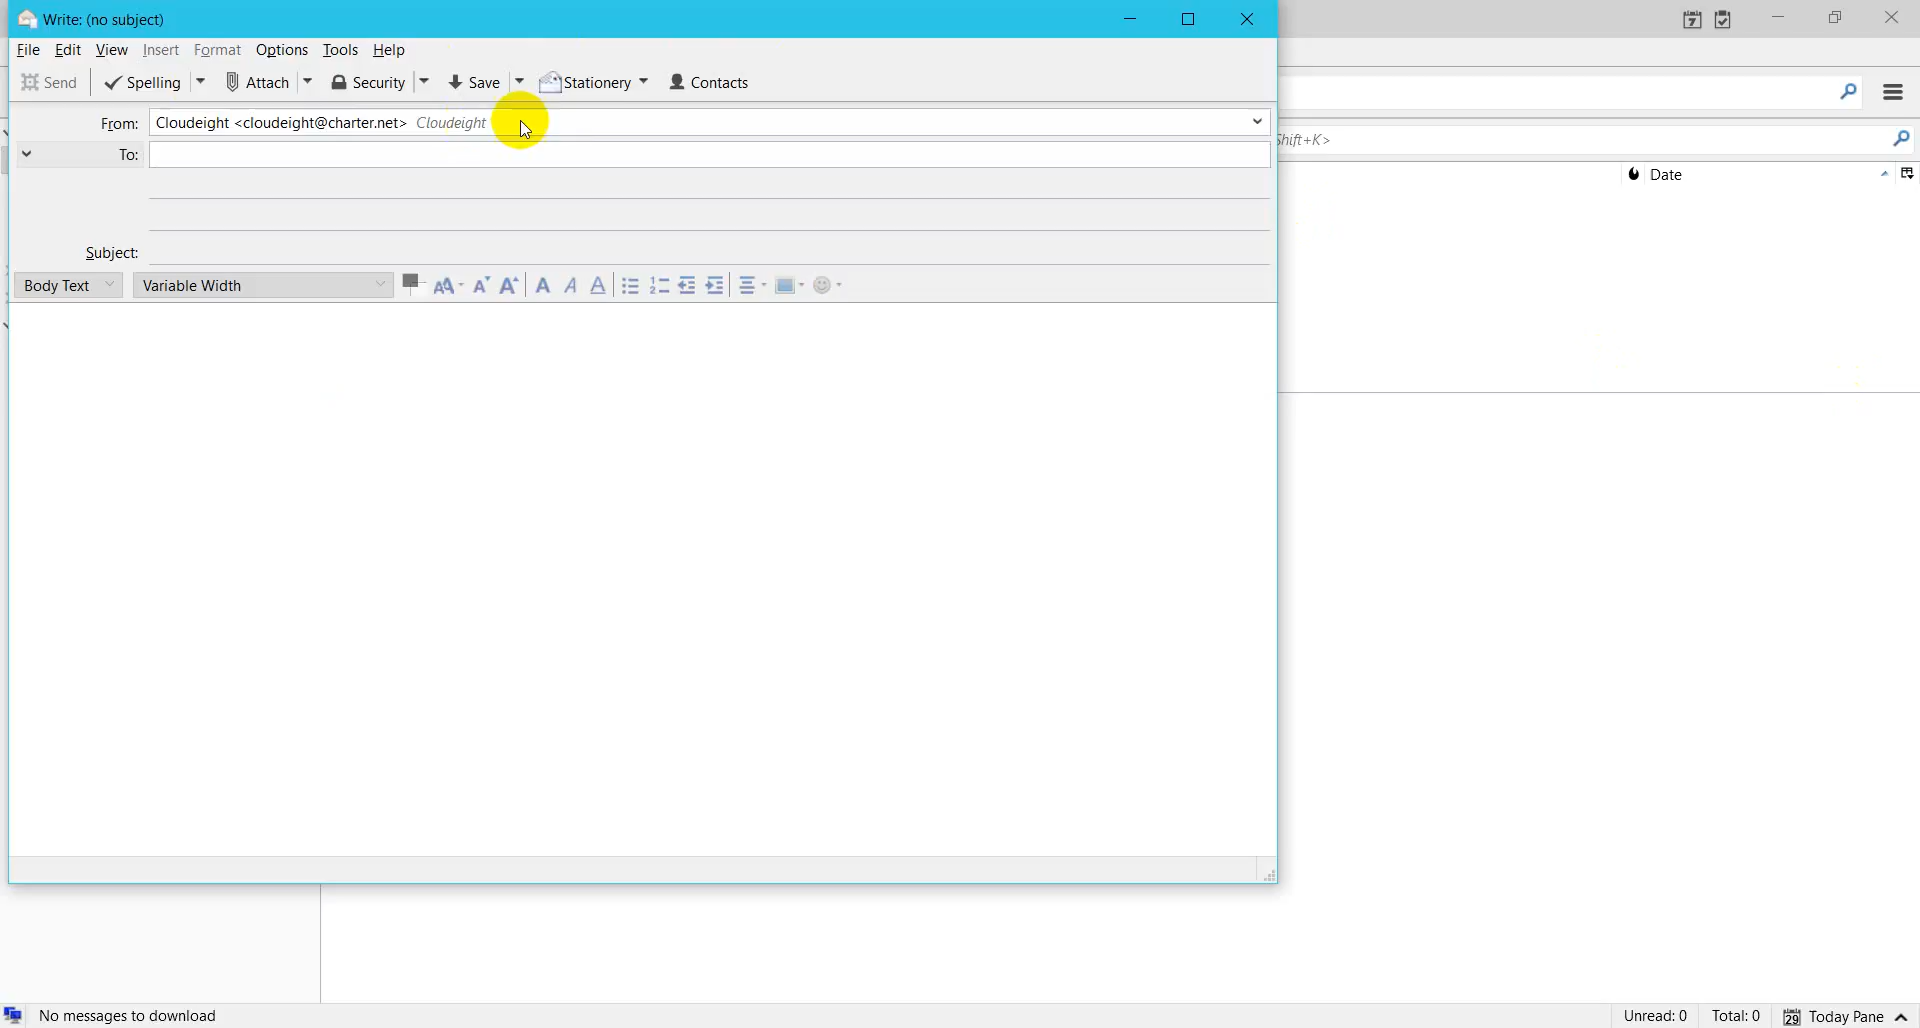 Write: (no subject)
File Edit View Insert Format Options Tools Help
Send Spelling Attach Security Save Stationery Contacts
From: Cloudeight <cloudeight@charter.net> Cloudeight
To:
Shift+K>
Date
Subject:
Body Text Variable Width
No messages to download
Unread: 0 Total: 0 29 Today Pane